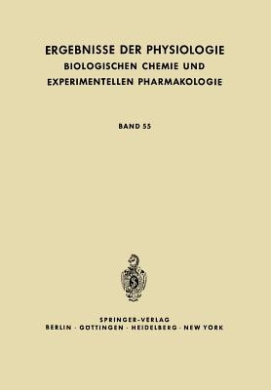 ERGEBNISSE DER PHYSIOLOGIE
BIOLOGISCHEN CHEMIE UND
EXPERIMENTELLEN PHARMAKOLOGIE
BAND 55
SPRINGER-VERLAG
BERLIN · GÖTTINGEN · HEIDELBERG · NEW YORK